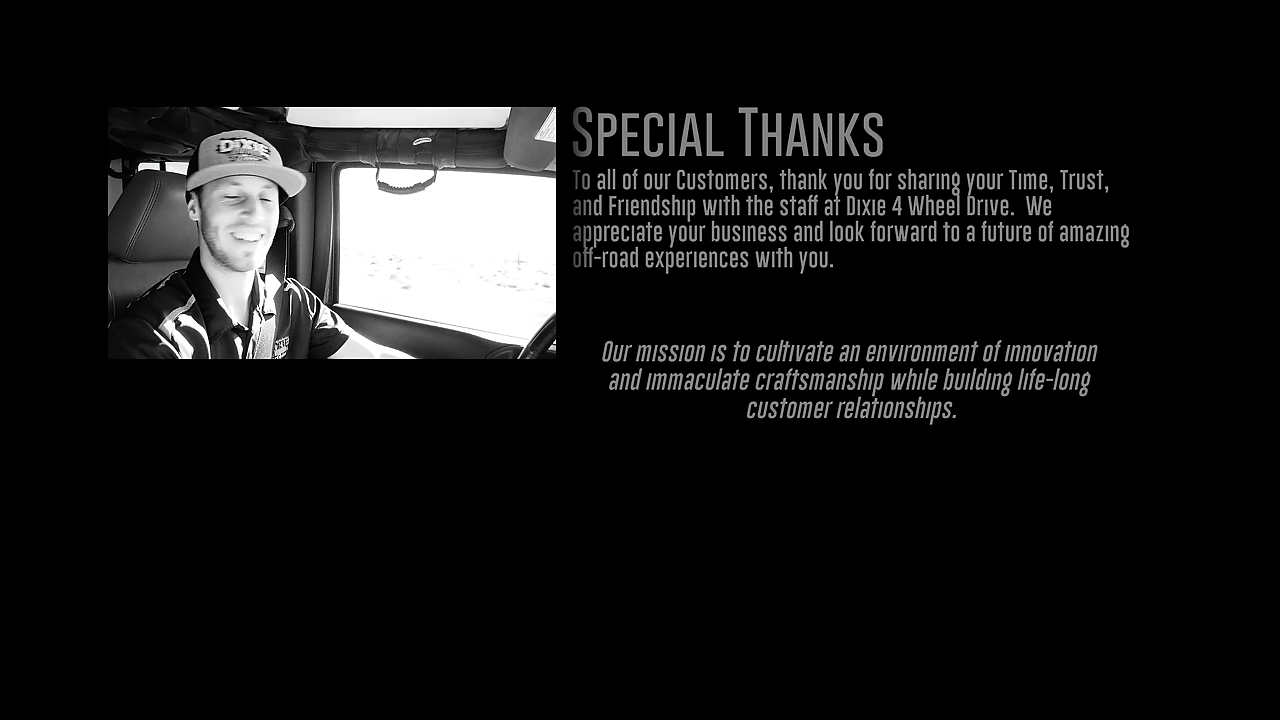 DIXIE
SPECIAL THANKS
To all of our Customers, thank you for sharing your Time, Trust,
and Friendship with the staff at Dixie 4 Wheel Drive.  We
appreciate your business and look forward to a future of amazing
off-road experiences with you.
Our mission is to cultivate an environment of innovation
and immaculate craftsmanship while building life-long
customer relationships.